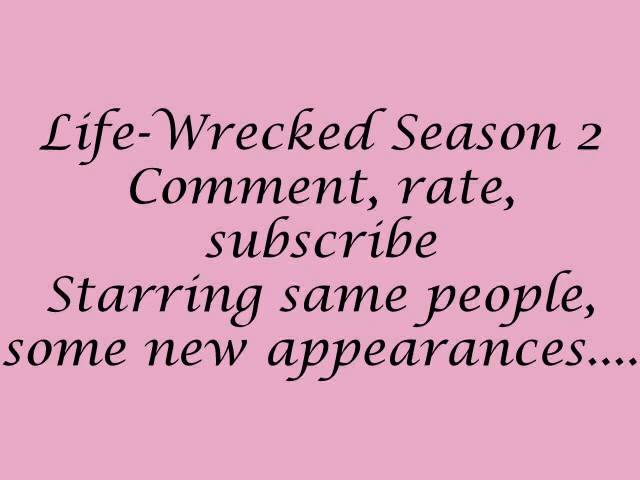 Life-Wrecked Season 2
Comment, rate,
subscribe
Starring same people,
some new appearances....